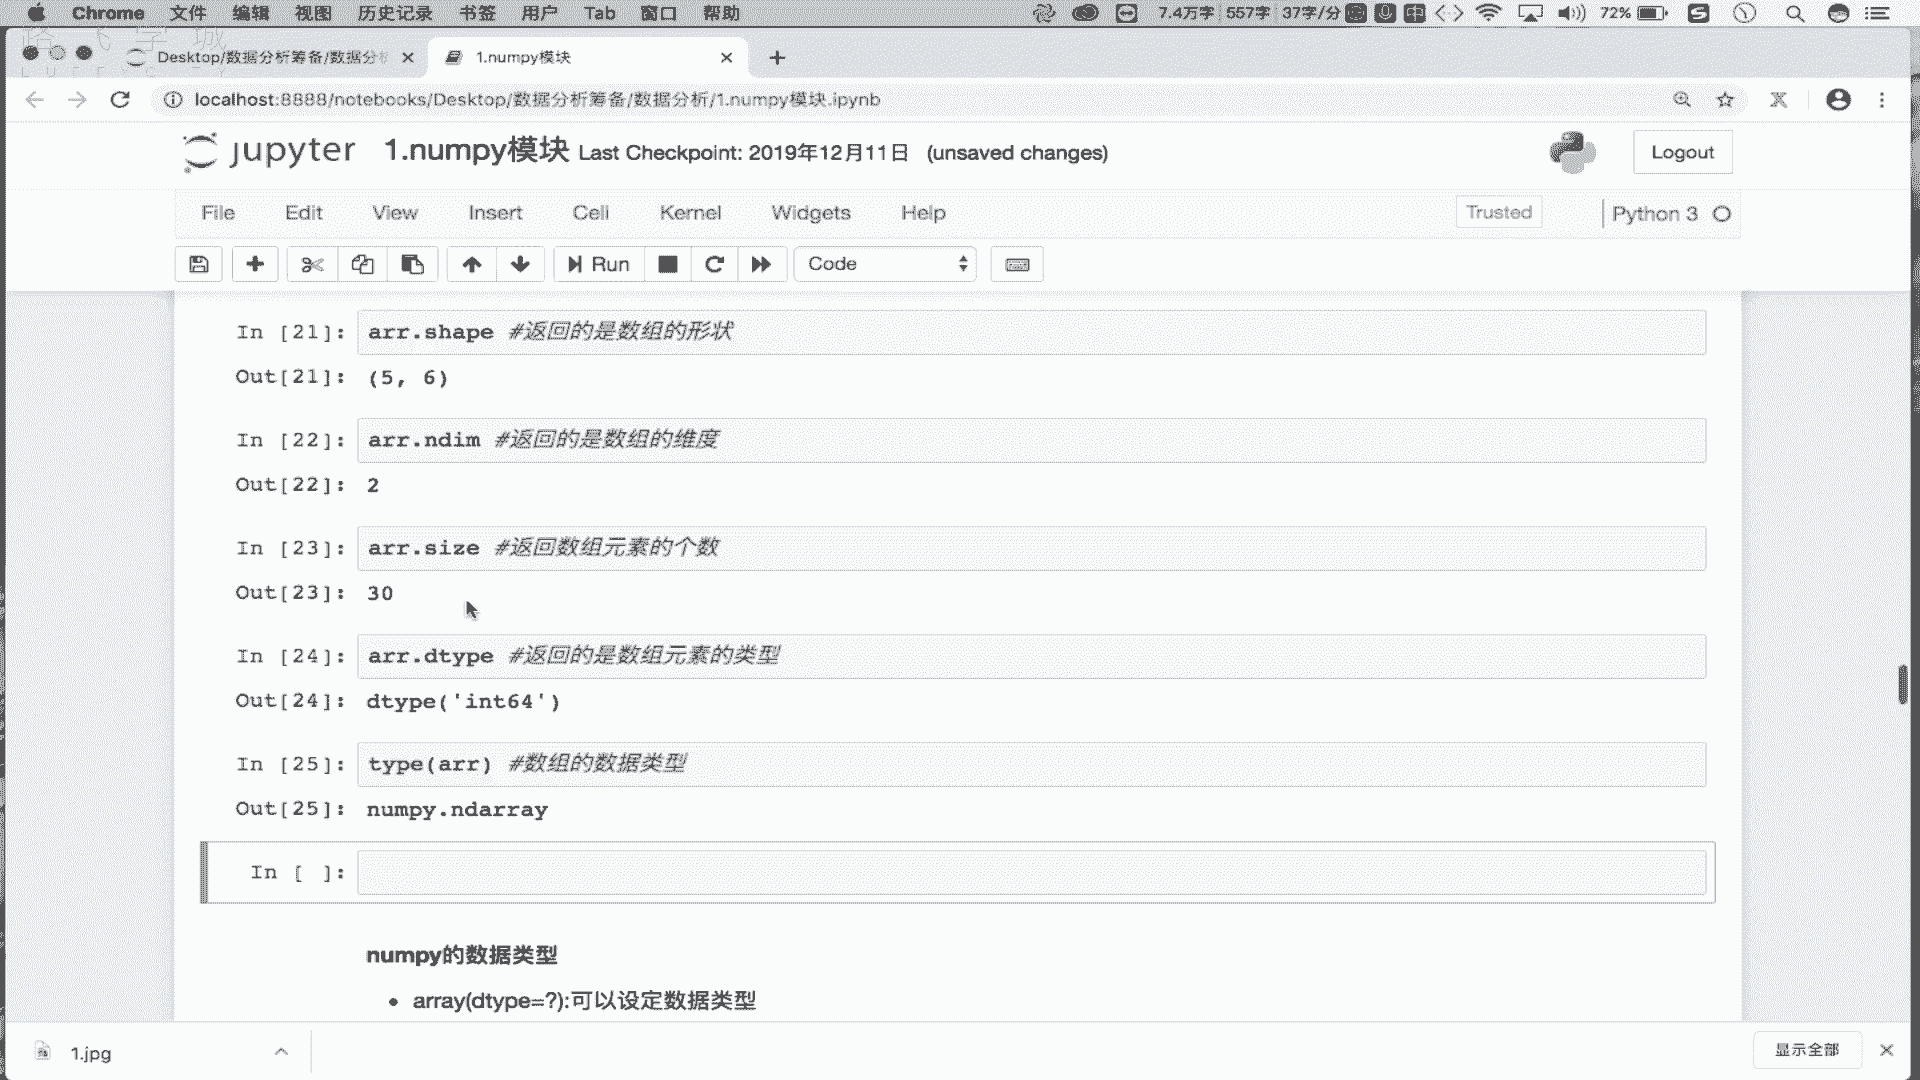 Chrome 文件 编辑 视图 历史记录 书签 用户 Tab 窗口 帮助 7.4万字 557字 37字/分 中 72%
路飞学城
Desktop/数据分析筹备/数据分析
1.numpy模块
localhost:8888/notebooks/Desktop/数据分析筹备/数据分析/1.numpy模块.ipynb
jupyter 1.numpy模块 Last Checkpoint: 2019年12月11日 (unsaved changes)
Logout
File Edit View Insert Cell Kernel Widgets Help Trusted Python 3
Run Code
In [21]: arr.shape #返回的是数组的形状
Out[21]: (5, 6)
In [22]: arr.ndim #返回的是数组的维度
Out[22]: 2
In [23]: arr.size #返回数组元素的个数
Out[23]: 30
In [24]: arr.dtype #返回的是数组元素的类型
Out[24]: dtype('int64')
In [25]: type(arr) #数组的数据类型
Out[25]: numpy.ndarray
In [ ]:
numpy的数据类型
• array(dtype=?):可以设定数据类型
1.jpg
显示全部